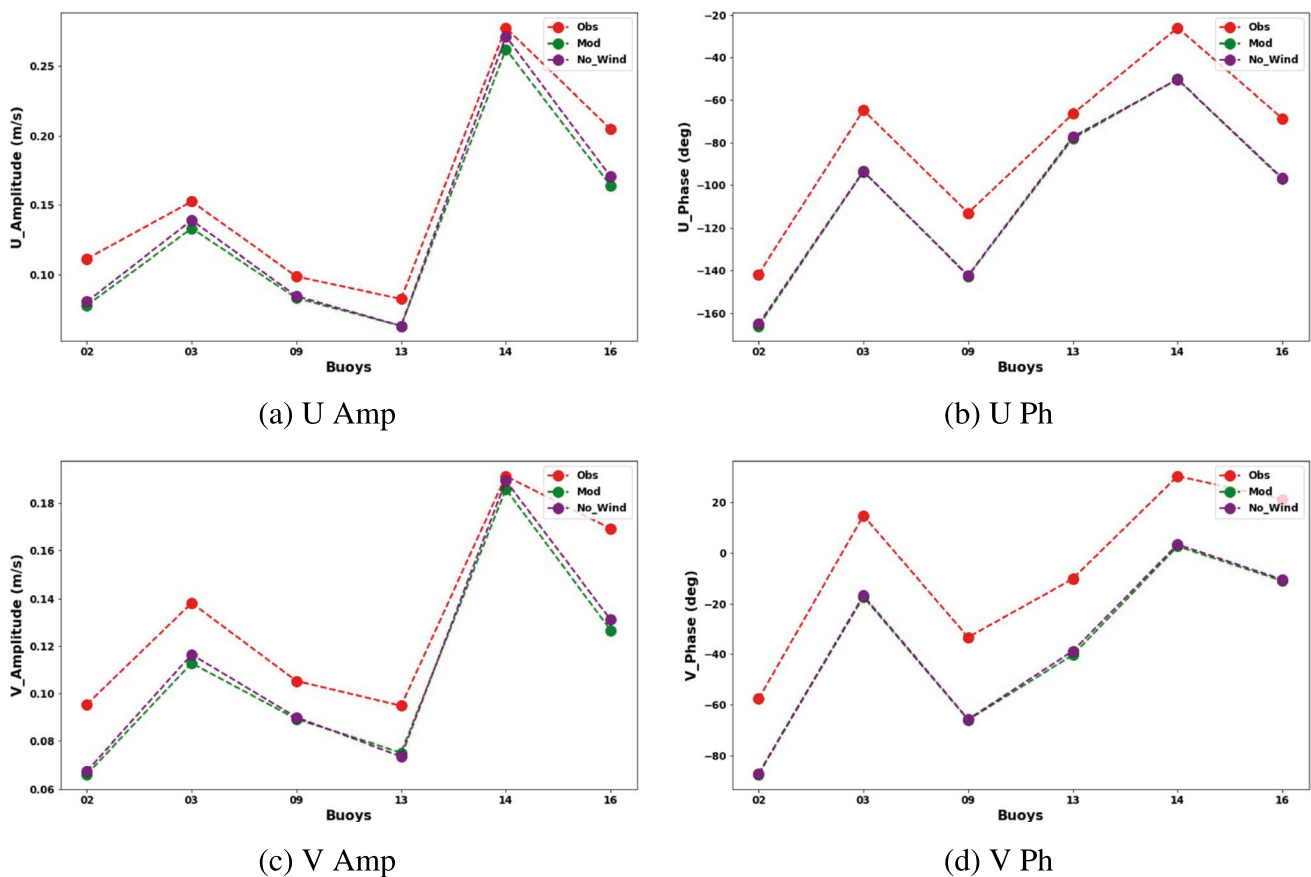 0.25
0.20
0.15
0.10
U_Amplitude (m/s)
Obs
Mod
No_Wind
02 03 09 13 14 16
Buoys
(a) U Amp
−20
−40
−60
−80
−100
−120
−140
−160
U_Phase (deg)
Obs
Mod
No_Wind
02 03 09 13 14 16
Buoys
(b) U Ph
0.18
0.16
0.14
0.12
0.10
0.08
0.06
V_Amplitude (m/s)
Obs
Mod
No_Wind
02 03 09 13 14 16
Buoys
(c) V Amp
20
0
−20
−40
−60
−80
V_Phase (deg)
Obs
Mod
No_Wind
02 03 09 13 14 16
Buoys
(d) V Ph